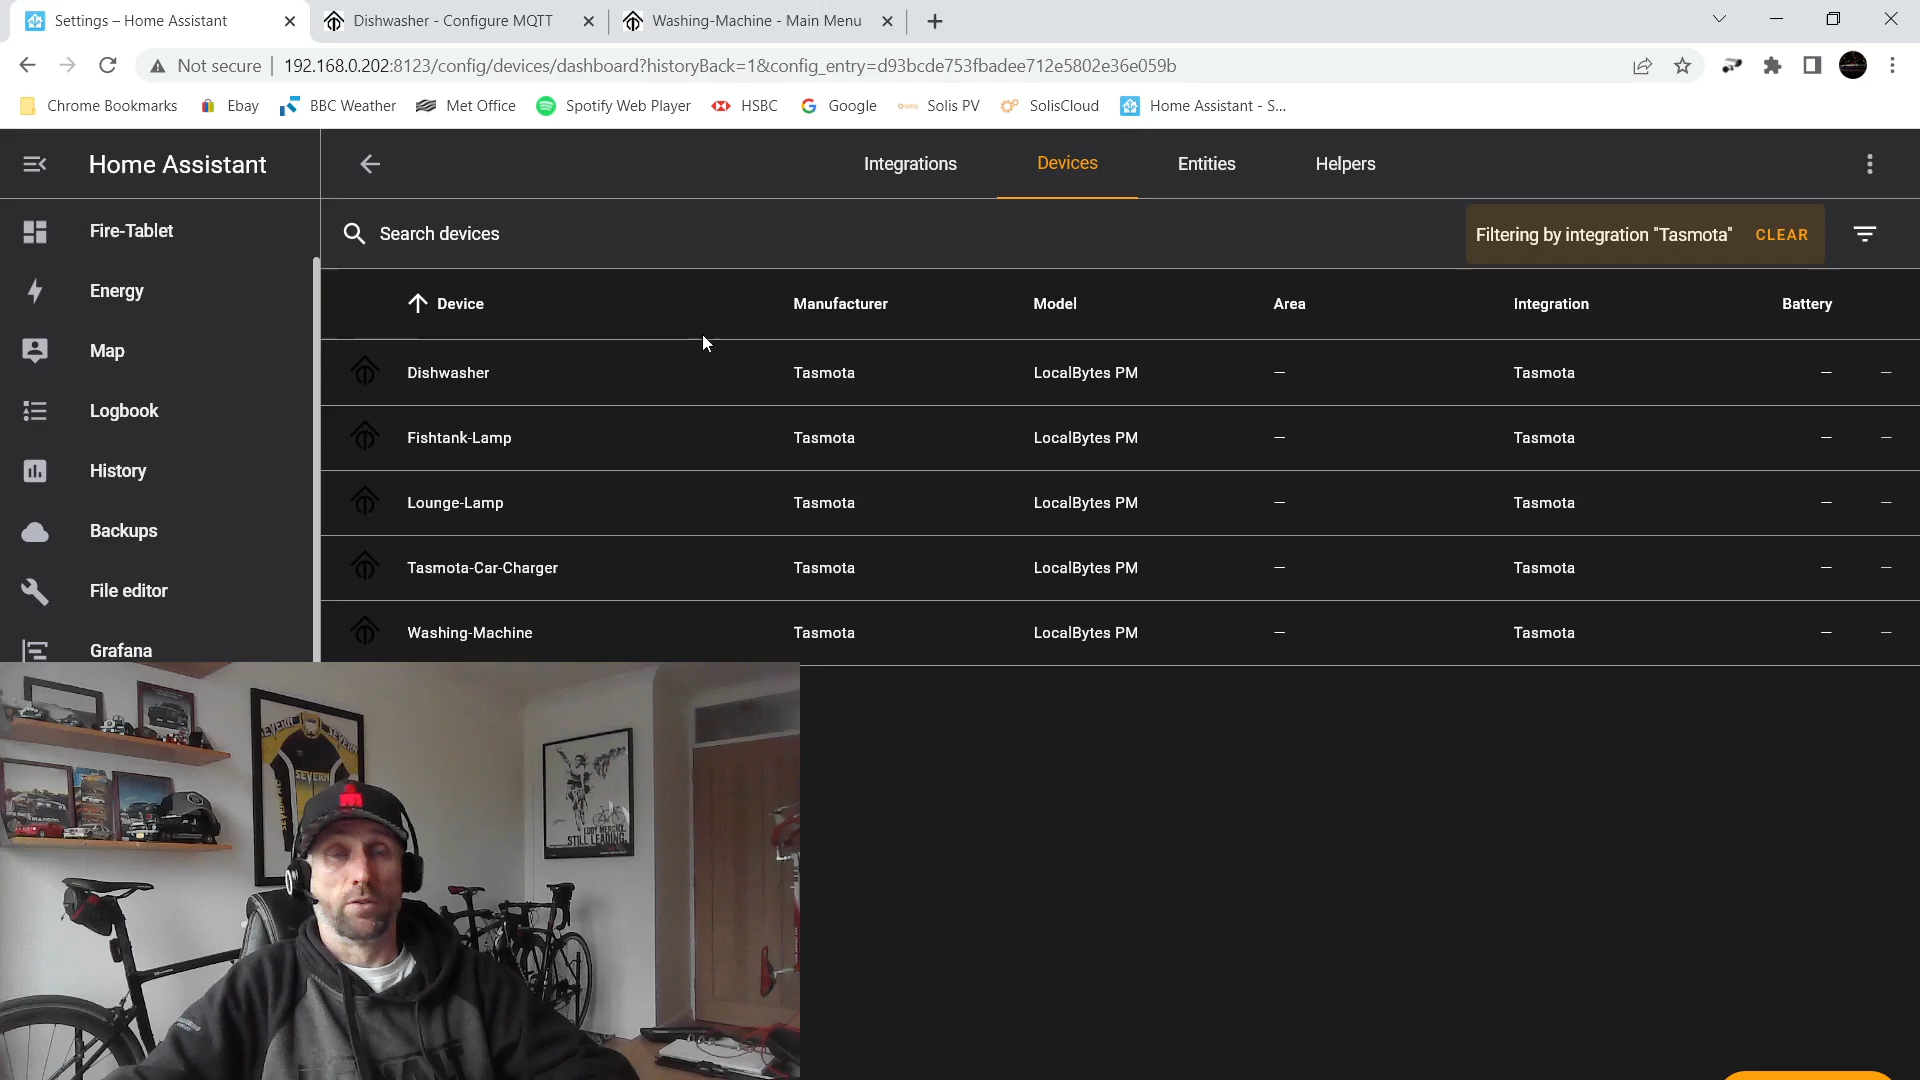 Settings – Home Assistant
Dishwasher - Configure MQTT
Washing-Machine - Main Menu
Not secure
192.168.0.202:8123/config/devices/dashboard?historyBack=1&config_entry=d93bcde753fbadee712e5802e36e059b
Chrome Bookmarks
Ebay
BBC Weather
Met Office
Spotify Web Player
HSBC
Google
Solis PV
SolisCloud
Home Assistant - S...
Home Assistant
Integrations
Devices
Entities
Helpers
Fire-Tablet
Energy
Map
Logbook
History
Backups
File editor
Grafana
Search devices
Filtering by integration "Tasmota" CLEAR
Device Manufacturer Model Area Integration Battery
Dishwasher Tasmota LocalBytes PM — Tasmota — —
Fishtank-Lamp Tasmota LocalBytes PM — Tasmota — —
Lounge-Lamp Tasmota LocalBytes PM — Tasmota — —
Tasmota-Car-Charger Tasmota LocalBytes PM — Tasmota — —
Washing-Machine Tasmota LocalBytes PM — Tasmota — —
SEVERN
SEVERN
STILL LEADING